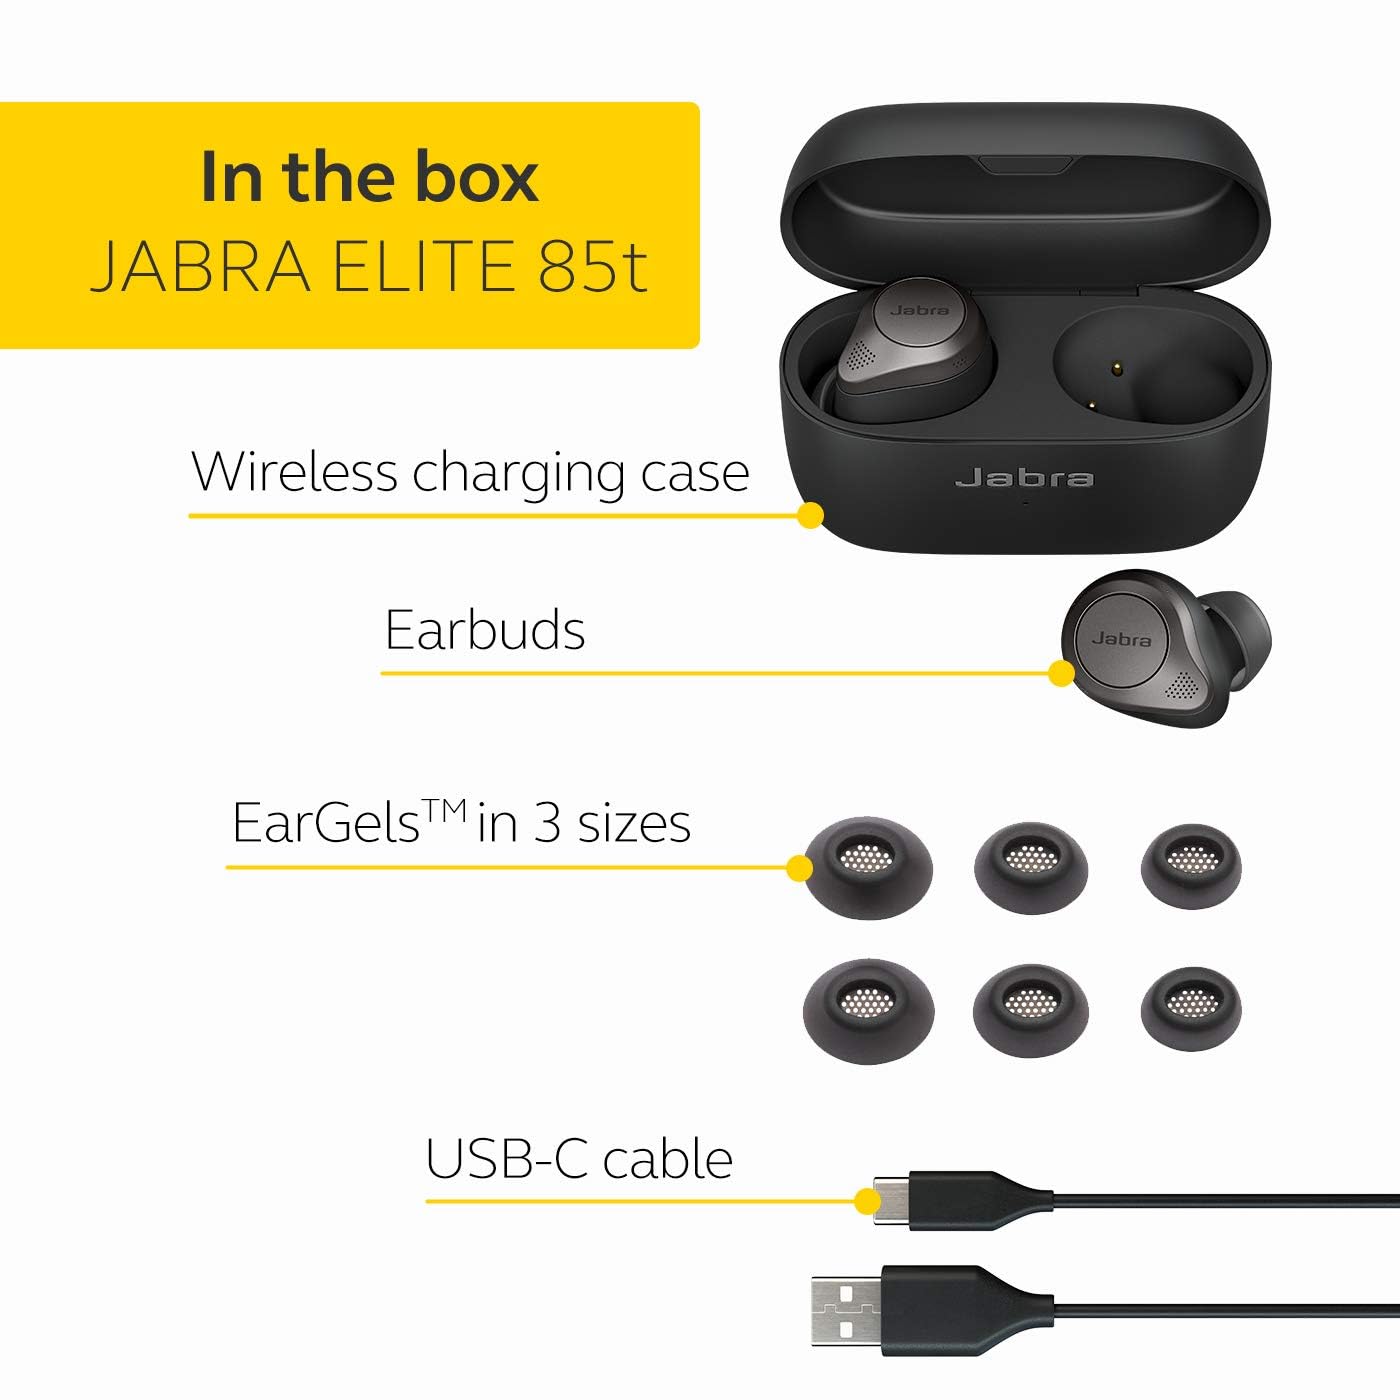 In the box
JABRA ELITE 85t
Jabra
Jabra
Wireless charging case
Earbuds
Jabra
EarGels™ in 3 sizes
USB-C cable